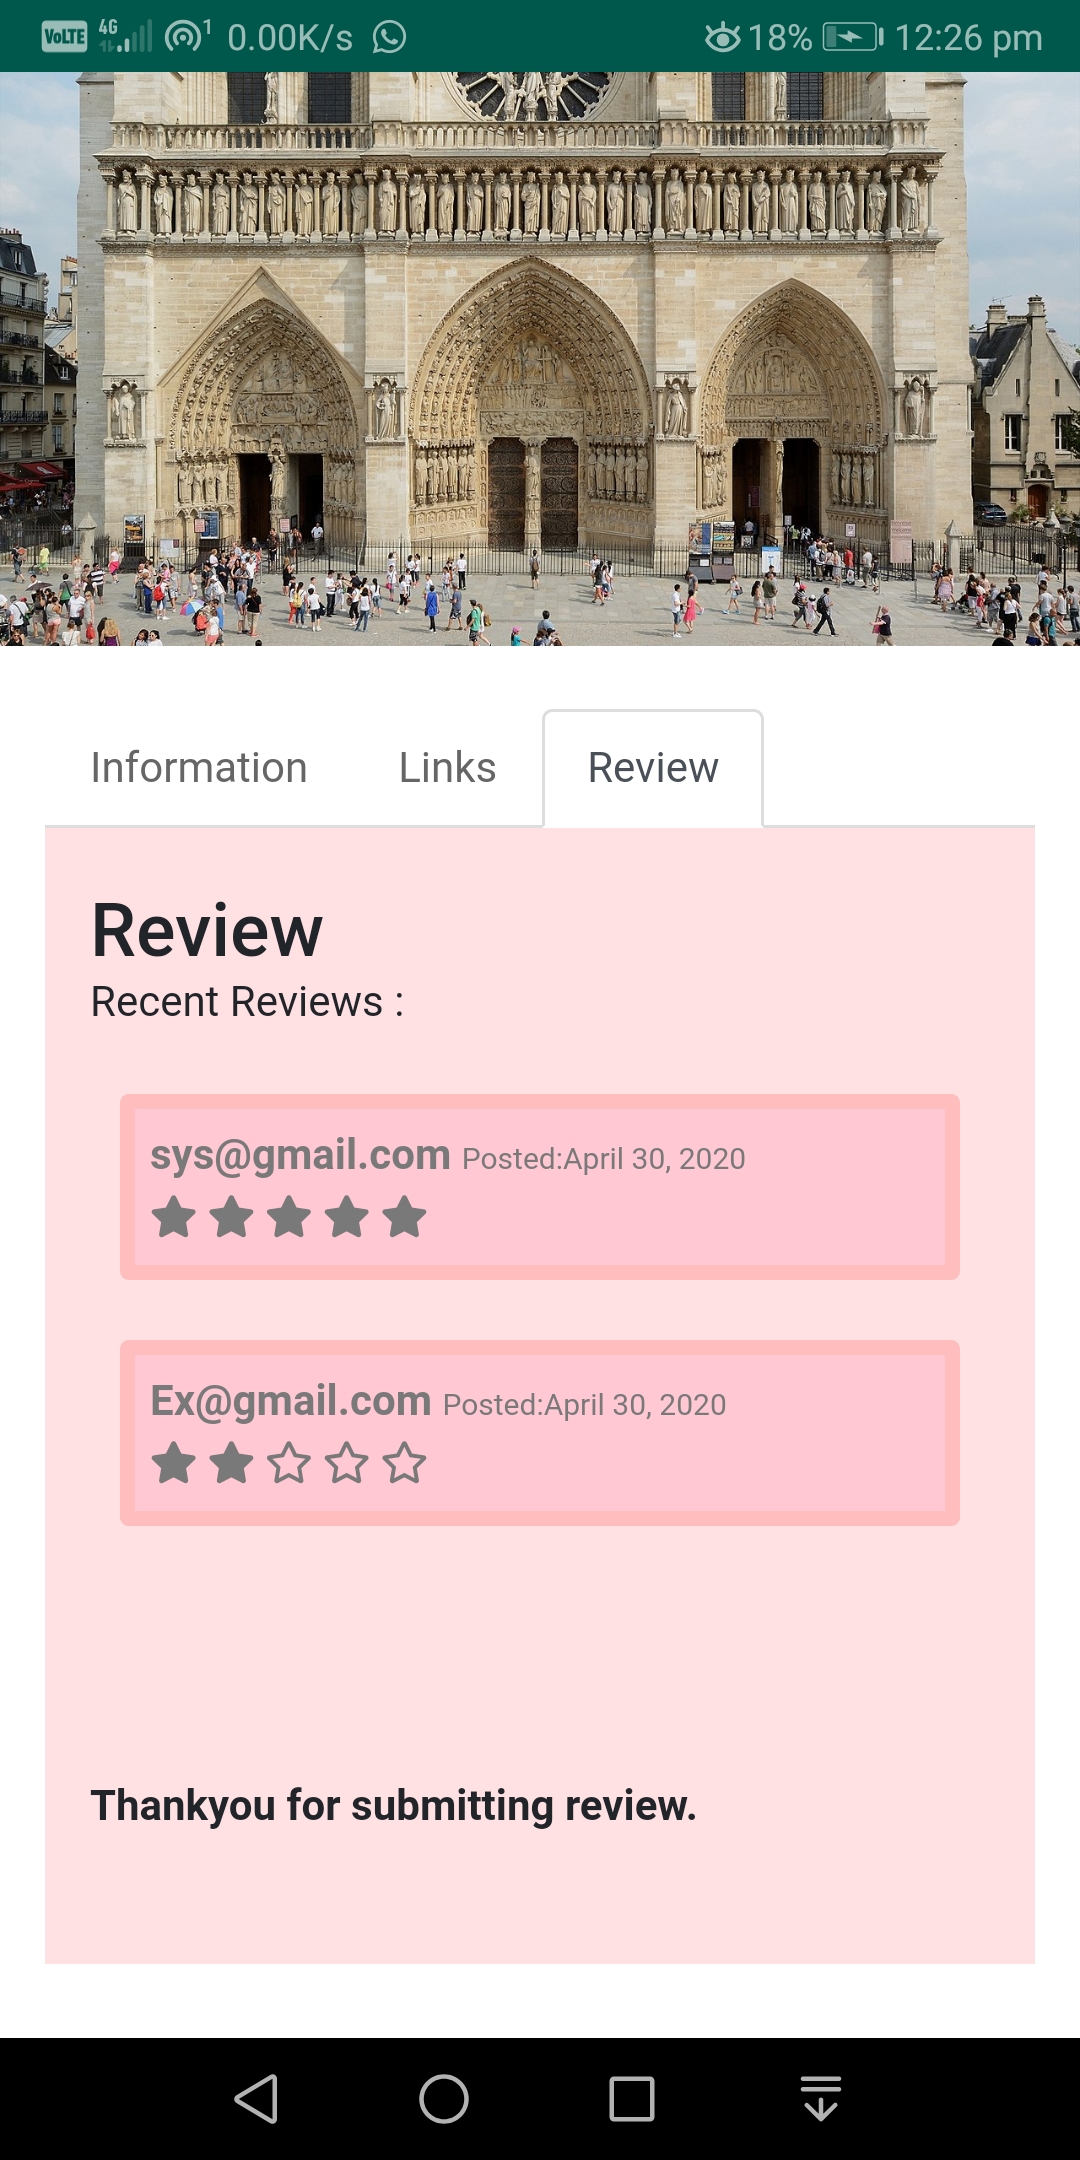 VoLTE 4G 1 0.00K/s 18% 12:26 pm
Information Links Review
Review
Recent Reviews :
sys@gmail.com Posted:April 30, 2020
Ex@gmail.com Posted:April 30, 2020
Thankyou for submitting review.